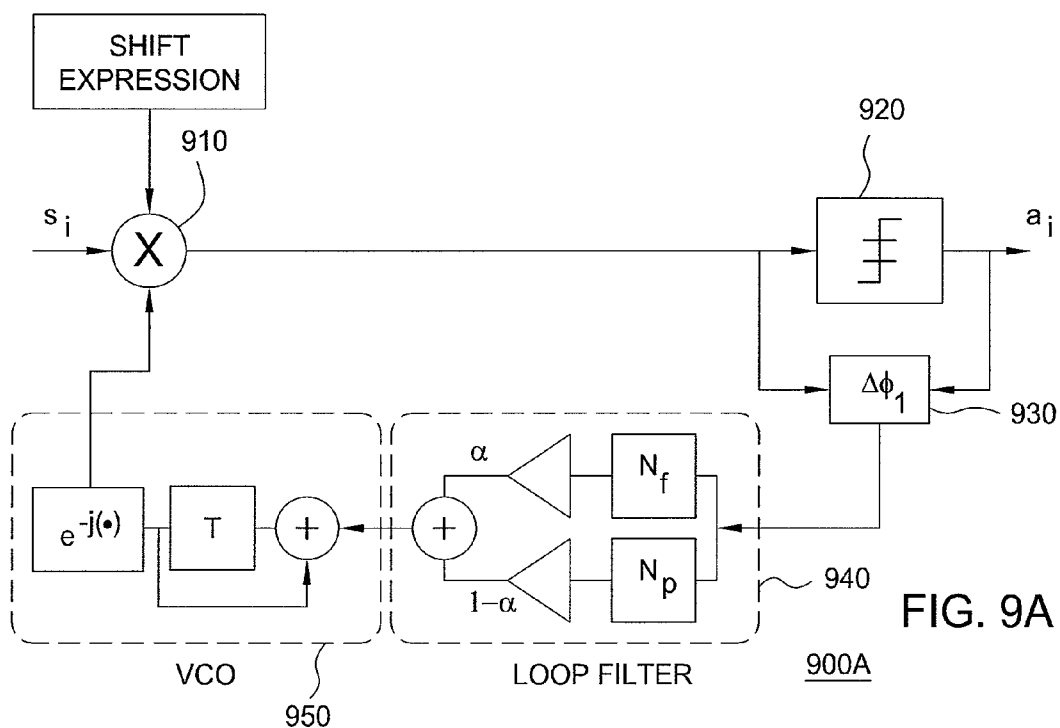 SHIFT
EXPRESSION
910
920
s i
X
a i
Δϕ 1
930
α
N f
e -j(•)
T
+
+
1-α
N p
940
FIG. 9A
VCO
LOOP FILTER
900A
950